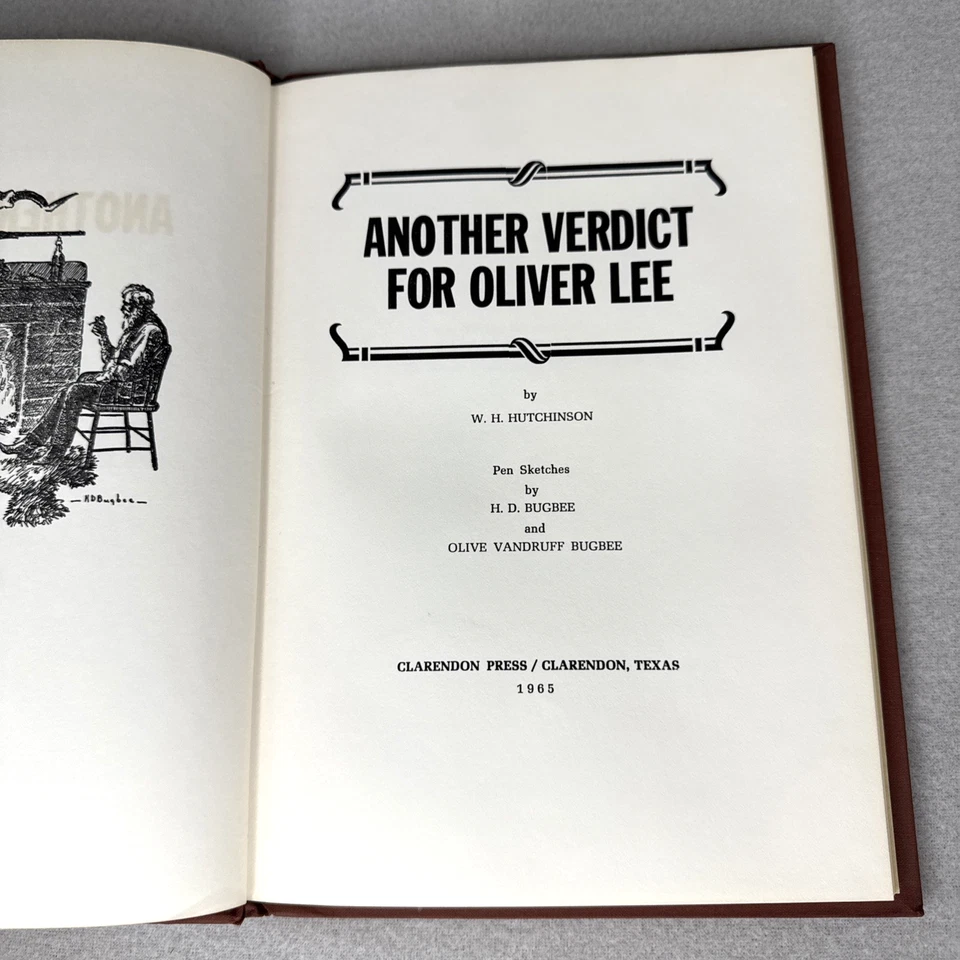 —HDBugbee—
ANOTHER VERDICT
FOR OLIVER LEE
by
W. H. HUTCHINSON
Pen Sketches
by
H. D. BUGBEE
and
OLIVE VANDRUFF BUGBEE
CLARENDON PRESS / CLARENDON, TEXAS
1965